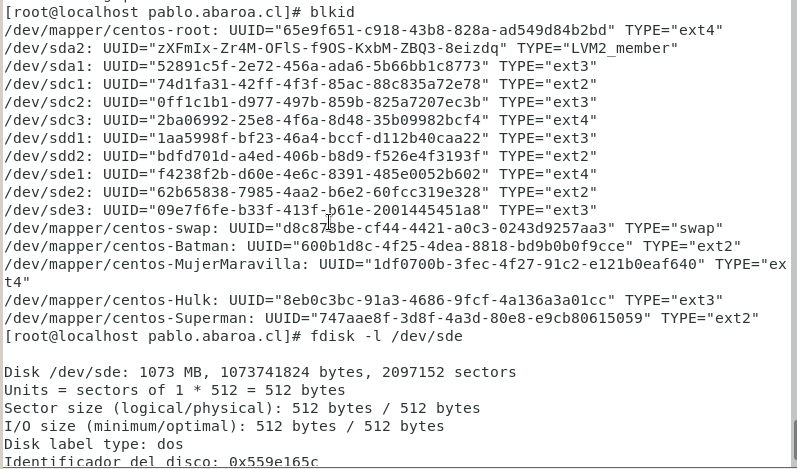 [root@localhost pablo.abaroa.cl]# blkid
/dev/mapper/centos-root: UUID="65e9f651-c918-43b8-828a-ad549d84b2bd" TYPE="ext4"
/dev/sda2: UUID="zXFmIx-Zr4M-OFlS-f9OS-KxbM-ZBQ3-8eizdq" TYPE="LVM2_member"
/dev/sda1: UUID="52891c5f-2e72-456a-ada6-5b66bb1c8773" TYPE="ext3"
/dev/sdc1: UUID="74d1fa31-42ff-4f3f-85ac-88c835a72e78" TYPE="ext2"
/dev/sdc2: UUID="0ff1c1b1-d977-497b-859b-825a7207ec3b" TYPE="ext3"
/dev/sdc3: UUID="2ba06992-25e8-4f6a-8d48-35b09982bcf4" TYPE="ext4"
/dev/sdd1: UUID="1aa5998f-bf23-46a4-bccf-d112b40caa22" TYPE="ext3"
/dev/sdd2: UUID="bdfd701d-a4ed-406b-b8d9-f526e4f3193f" TYPE="ext2"
/dev/sde1: UUID="f4238f2b-d60e-4e6c-8391-485e0052b602" TYPE="ext4"
/dev/sde2: UUID="62b65838-7985-4aa2-b6e2-60fcc319e328" TYPE="ext2"
/dev/sde3: UUID="09e7f6fe-b33f-413f-b61e-2001445451a8" TYPE="ext3"
/dev/mapper/centos-swap: UUID="d8c873be-cf44-4421-a0c3-0243d9257aa3" TYPE="swap"
/dev/mapper/centos-Batman: UUID="600b1d8c-4f25-4dea-8818-bd9b0b0f9cce" TYPE="ext2"
/dev/mapper/centos-MujerMaravilla: UUID="1df0700b-3fec-4f27-91c2-e121b0eaf640" TYPE="ex
t4"
/dev/mapper/centos-Hulk: UUID="8eb0c3bc-91a3-4686-9fcf-4a136a3a01cc" TYPE="ext3"
/dev/mapper/centos-Superman: UUID="747aae8f-3d8f-4a3d-80e8-e9cb80615059" TYPE="ext2"
[root@localhost pablo.abaroa.cl]# fdisk -l /dev/sde
Disk /dev/sde: 1073 MB, 1073741824 bytes, 2097152 sectors
Units = sectors of 1 * 512 = 512 bytes
Sector size (logical/physical): 512 bytes / 512 bytes
I/O size (minimum/optimal): 512 bytes / 512 bytes
Disk label type: dos
Identificador del disco: 0x559e165c